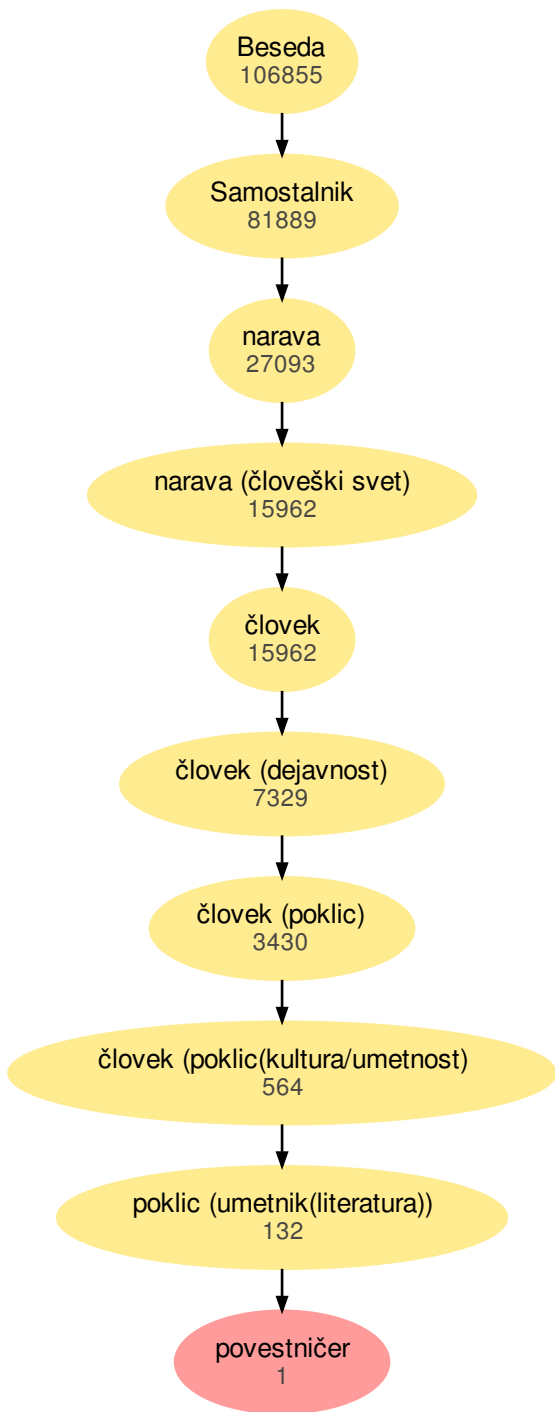 Beseda
106855
Samostalnik
81889
narava
27093
narava (človeški svet)
15962
človek
15962
človek (dejavnost)
7329
človek (poklic)
3430
človek (poklic(kultura/umetnost)
564
poklic (umetnik(literatura))
132
povestničer
1